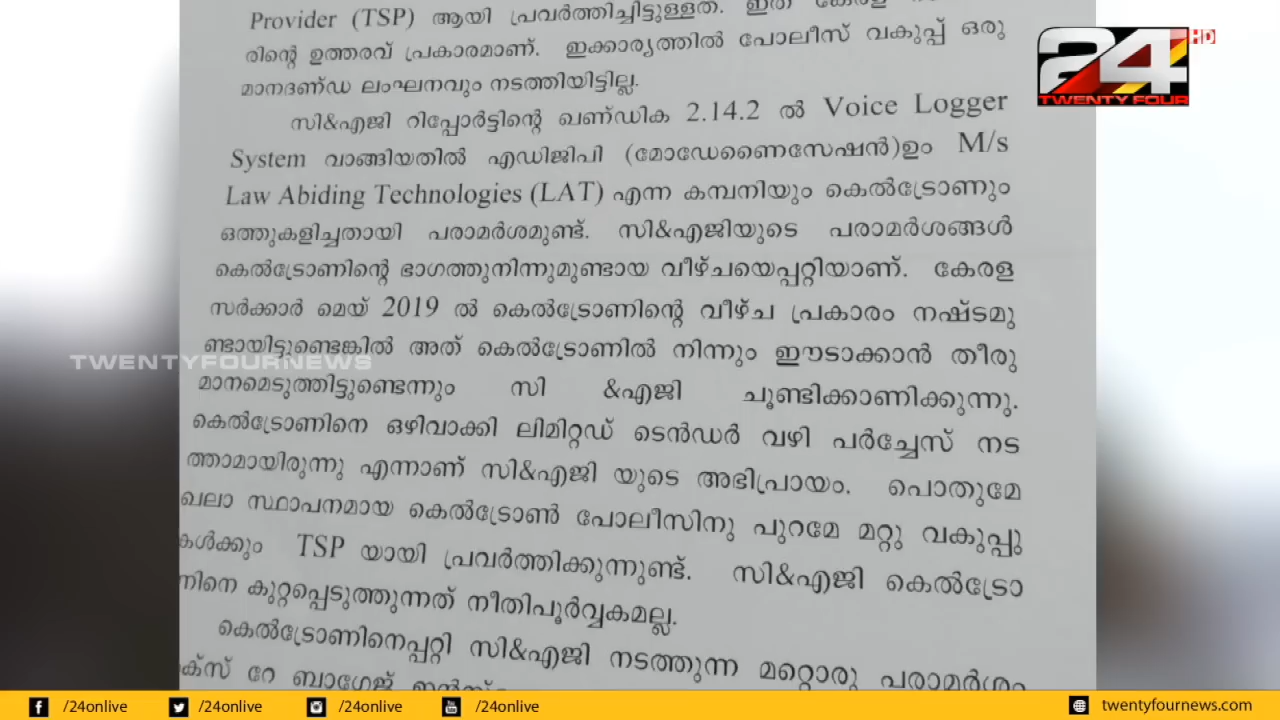 Provider (TSP) ആയി പ്രവർത്തിച്ചിട്ടുള്ളത്. ഇത് കേരള
രിന്റെ ഉത്തരവ് പ്രകാരമാണ്. ഇക്കാര്യത്തിൽ പോലീസ് വകുപ്പ് ഒരു
മാനദണ്ഡ ലംഘനവും നടത്തിയിട്ടില്ല.
സി&എജി റിപ്പോർട്ടിന്റെ ഖണ്ഡിക 2.14.2 ൽ Voice Logger
System വാങ്ങിയതിൽ എഡിജിപി (മോഡേണൈസേഷൻ)ഉം M/s
Law Abiding Technologies (LAT) എന്ന കമ്പനിയും കെൽട്രോണും
ഒത്തുകളിച്ചതായി പരാമർശമുണ്ട്. സി&എജിയുടെ പരാമർശങ്ങൾ
കെൽട്രോണിന്റെ ഭാഗത്തുനിന്നുമുണ്ടായ വീഴ്ചയെപ്പറ്റിയാണ്. കേരള
സർക്കാർ മെയ് 2019 ൽ കെൽട്രോണിന്റെ വീഴ്ച പ്രകാരം നഷ്ടമു
ണ്ടായിട്ടുണ്ടെങ്കിൽ അത് കെൽട്രോണിൽ നിന്നും ഈടാക്കാൻ തീരു
മാനമെടുത്തിട്ടുണ്ടെന്നും സി &എജി ചൂണ്ടിക്കാണിക്കുന്നു.
കെൽട്രോണിനെ ഒഴിവാക്കി ലിമിറ്റഡ് ടെൻഡർ വഴി പർച്ചേസ് നട
ത്താമായിരുന്നു എന്നാണ് സി&എജി യുടെ അഭിപ്രായം. പൊതുമേ
ഖലാ സ്ഥാപനമായ കെൽട്രോൺ പോലീസിനു പുറമേ മറ്റു വകുപ്പു
കൾക്കും TSP യായി പ്രവർത്തിക്കുന്നുണ്ട്. സി&എജി കെൽട്രോ
നിനെ കുറ്റപ്പെടുത്തുന്നത് നീതിപൂർവ്വകമല്ല.
കെൽട്രോണിനെപ്പറ്റി സി&എജി നടത്തുന്ന മറ്റൊരു പരാമർശം
ക്സ് റേ ബാഗേജ്
24 HD
TWENTY FOUR
TWENTYFOURNEWS
/24onlive /24onlive /24onlive /24onlive twentyfournews.com